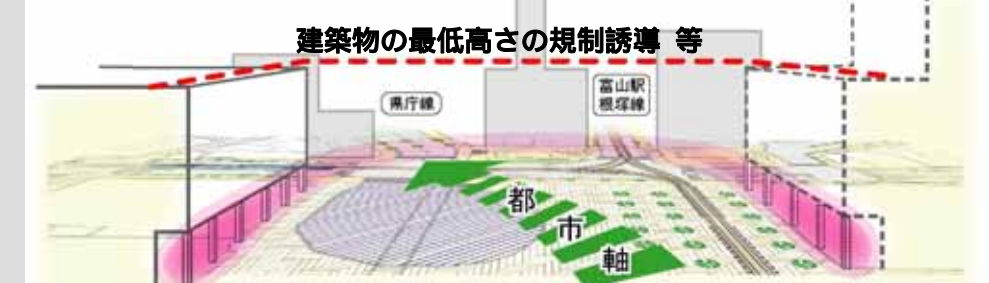 建築物の最低高さの規制誘導 等
県庁線
富山駅
根塚線
都市軸